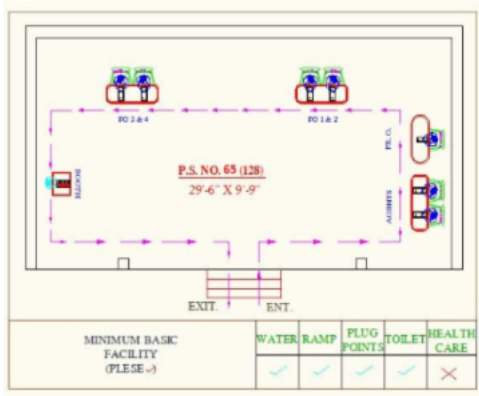 PO 3 & 4
PO 1 & 2
PR. O.
P.S. NO. 65 (128)
29'-6" X 9'-9"
BOOTH
AGENTS
EXIT.
ENT.
MINIMUM BASIC
FACILITY
(PLESE ✓)
WATER
RAMP
PLUG
POINTS
TOILET
HEALTH
CARE